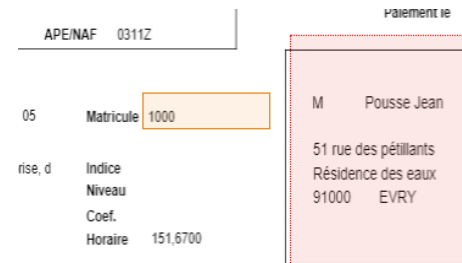 Paiement le
APE/NAF 0311Z
05 Matricule 1000
M Pousse Jean
51 rue des pétillants
rise, d Indice
Résidence des eaux
Niveau
91000 EVRY
Coef.
Horaire 151,6700